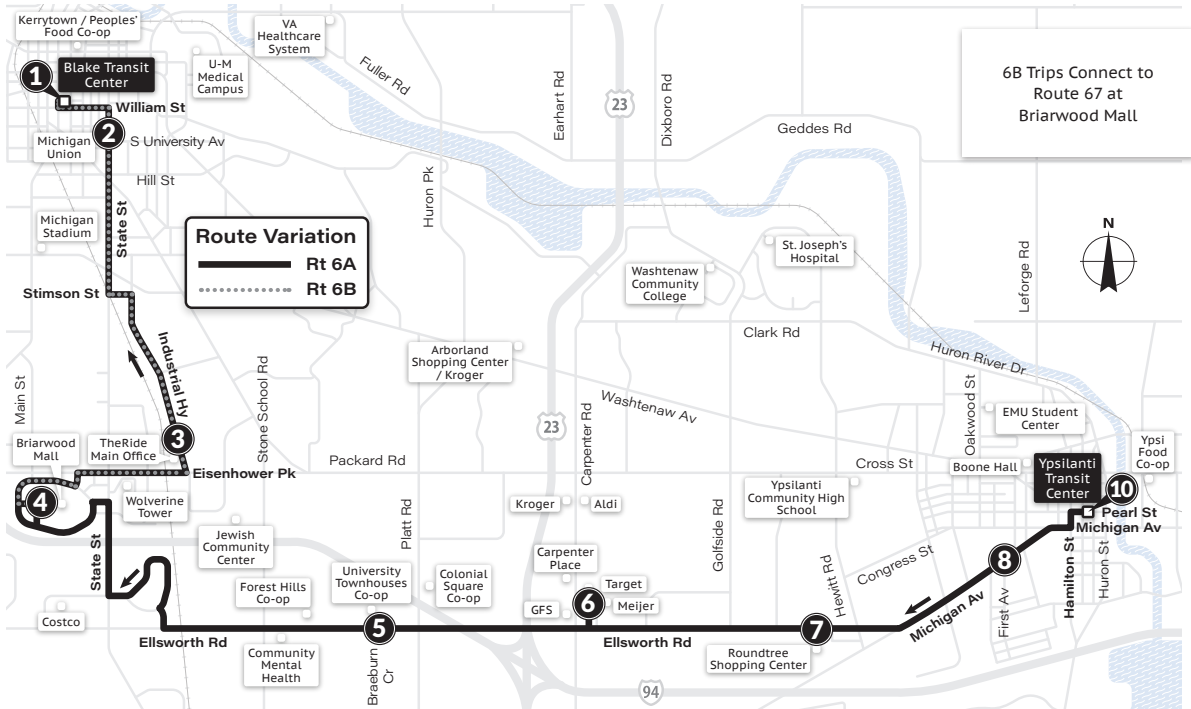 Kerrytown / Peoples'
Food Co-op
VA
Healthcare
System
U-M
Medical
Campus
Fuller Rd
Earhart Rd
23
Dixboro Rd
Geddes Rd
6B Trips Connect to
Route 67 at
Briarwood Mall
1
Blake Transit
Center
William St
2
S University Av
Michigan
Union
Hill St
Huron Pk
Michigan
Stadium
State St
Route Variation
Rt 6A
Rt 6B
St. Joseph's
Hospital
Washtenaw
Community
College
Leforge Rd
N
Stimson St
Industrial Hy
Clark Rd
Huron River Dr
Arborland
Shopping Center
/ Kroger
Main St
Stone School Rd
Washtenaw Av
23
Carpenter Rd
Oakwood St
EMU Student
Center
3
Briarwood
Mall
TheRide
Main Office
Eisenhower Pk
Packard Rd
Cross St
Boone Hall
Ypsilanti
Transit
Center
Ypsi
Food
Co-op
10
Pearl St
Michigan Av
4
Wolverine
Tower
Kroger
Aldi
Ypsilanti
Community High
School
Platt Rd
Golfside Rd
Jewish
Community
Center
State St
Carpenter
Place
Forest Hills
Co-op
University
Townhouses
Co-op
Colonial
Square
Co-op
Target
Meijer
GFS
6
Hewitt Rd
Congress St
8
Hamilton St
Huron St
Costco
Ellsworth Rd
5
Ellsworth Rd
7
Michigan Av
First Av
Community
Mental
Health
Braeburn
Cr
Roundtree
Shopping Center
94